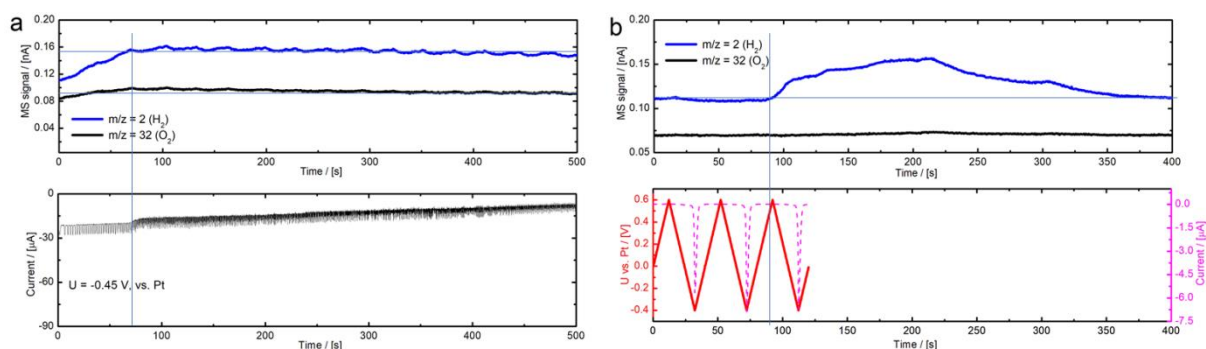 a
MS signal / [nA]
0.16
0.12
0.08
0.04
m/z = 2 (H₂)
m/z = 32 (O₂)
0 100 200 300 400 500
Time / [s]
Current / [µA]
0
-30
-60
-90
U = -0.45 V, vs. Pt
0 100 200 300 400 500
Time / [s]
b
MS signal / [nA]
0.20
0.15
0.10
0.05
m/z = 2 (H₂)
m/z = 32 (O₂)
0 50 100 150 200 250 300 350 400
Time / [s]
U vs. Pt / [V]
0.6
0.4
0.2
0.0
-0.2
-0.4
0.0
-1.5
-3.0
-4.5
-6.0
-7.5
Current / [µA]
0 50 100 150 200 250 300 350 400
Time / [s]